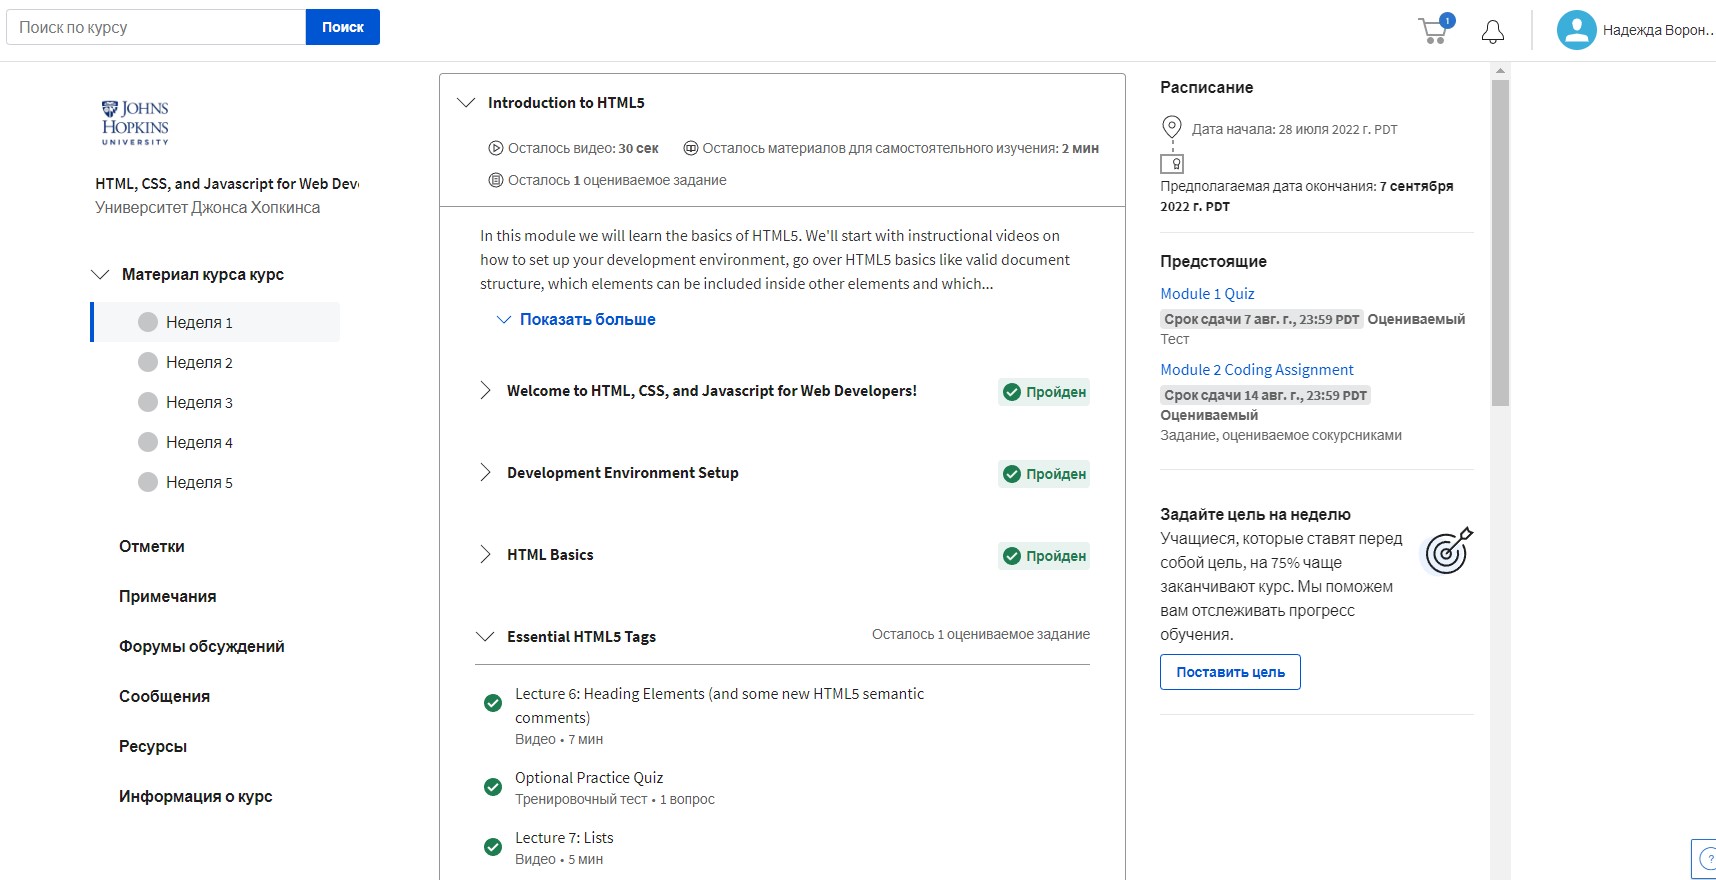 Поиск по курсу
Поиск
1
Надежда Ворон...
JOHNS
HOPKINS
UNIVERSITY
HTML, CSS, and Javascript for Web Dev
Университет Джонса Хопкинса
Материал курса курс
Неделя 1
Неделя 2
Неделя 3
Неделя 4
Неделя 5
Отметки
Примечания
Форумы обсуждений
Сообщения
Ресурсы
Информация о курс
Introduction to HTML5
Осталось видео: 30 сек
Осталось материалов для самостоятельного изучения: 2 мин
Осталось 1 оцениваемое задание
In this module we will learn the basics of HTML5. We'll start with instructional videos on
how to set up your development environment, go over HTML5 basics like valid document
structure, which elements can be included inside other elements and which...
Показать больше
Welcome to HTML, CSS, and Javascript for Web Developers!
Пройден
Development Environment Setup
Пройден
HTML Basics
Пройден
Essential HTML5 Tags
Осталось 1 оцениваемое задание
Lecture 6: Heading Elements (and some new HTML5 semantic
comments)
Видео • 7 мин
Optional Practice Quiz
Тренировочный тест • 1 вопрос
Lecture 7: Lists
Видео • 5 мин
Расписание
Дата начала: 28 июля 2022 г. PDT
Предполагаемая дата окончания: 7 сентября
2022 г. PDT
Предстоящие
Module 1 Quiz
Срок сдачи 7 авг. г., 23:59 PDT Оцениваемый
Тест
Module 2 Coding Assignment
Срок сдачи 14 авг. г., 23:59 PDT
Оцениваемый
Задание, оцениваемое сокурсниками
Задайте цель на неделю
Учащиеся, которые ставят перед
собой цель, на 75% чаще
заканчивают курс. Мы поможем
вам отслеживать прогресс
обучения.
Поставить цель
?